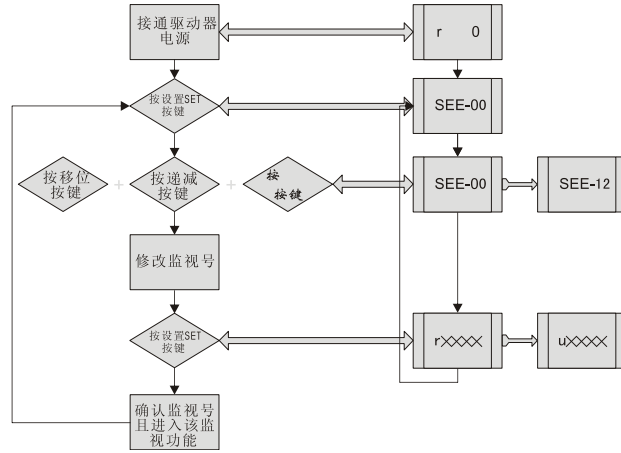 接通驱动器
电源
r 0
按设置SET
按键
SEE-00
按移位
按键
+
按递减
按键
+
按
按键
SEE-00
SEE-12
修改监视号
按设置SET
按键
r××××
u××××
确认监视号
且进入该监
视功能